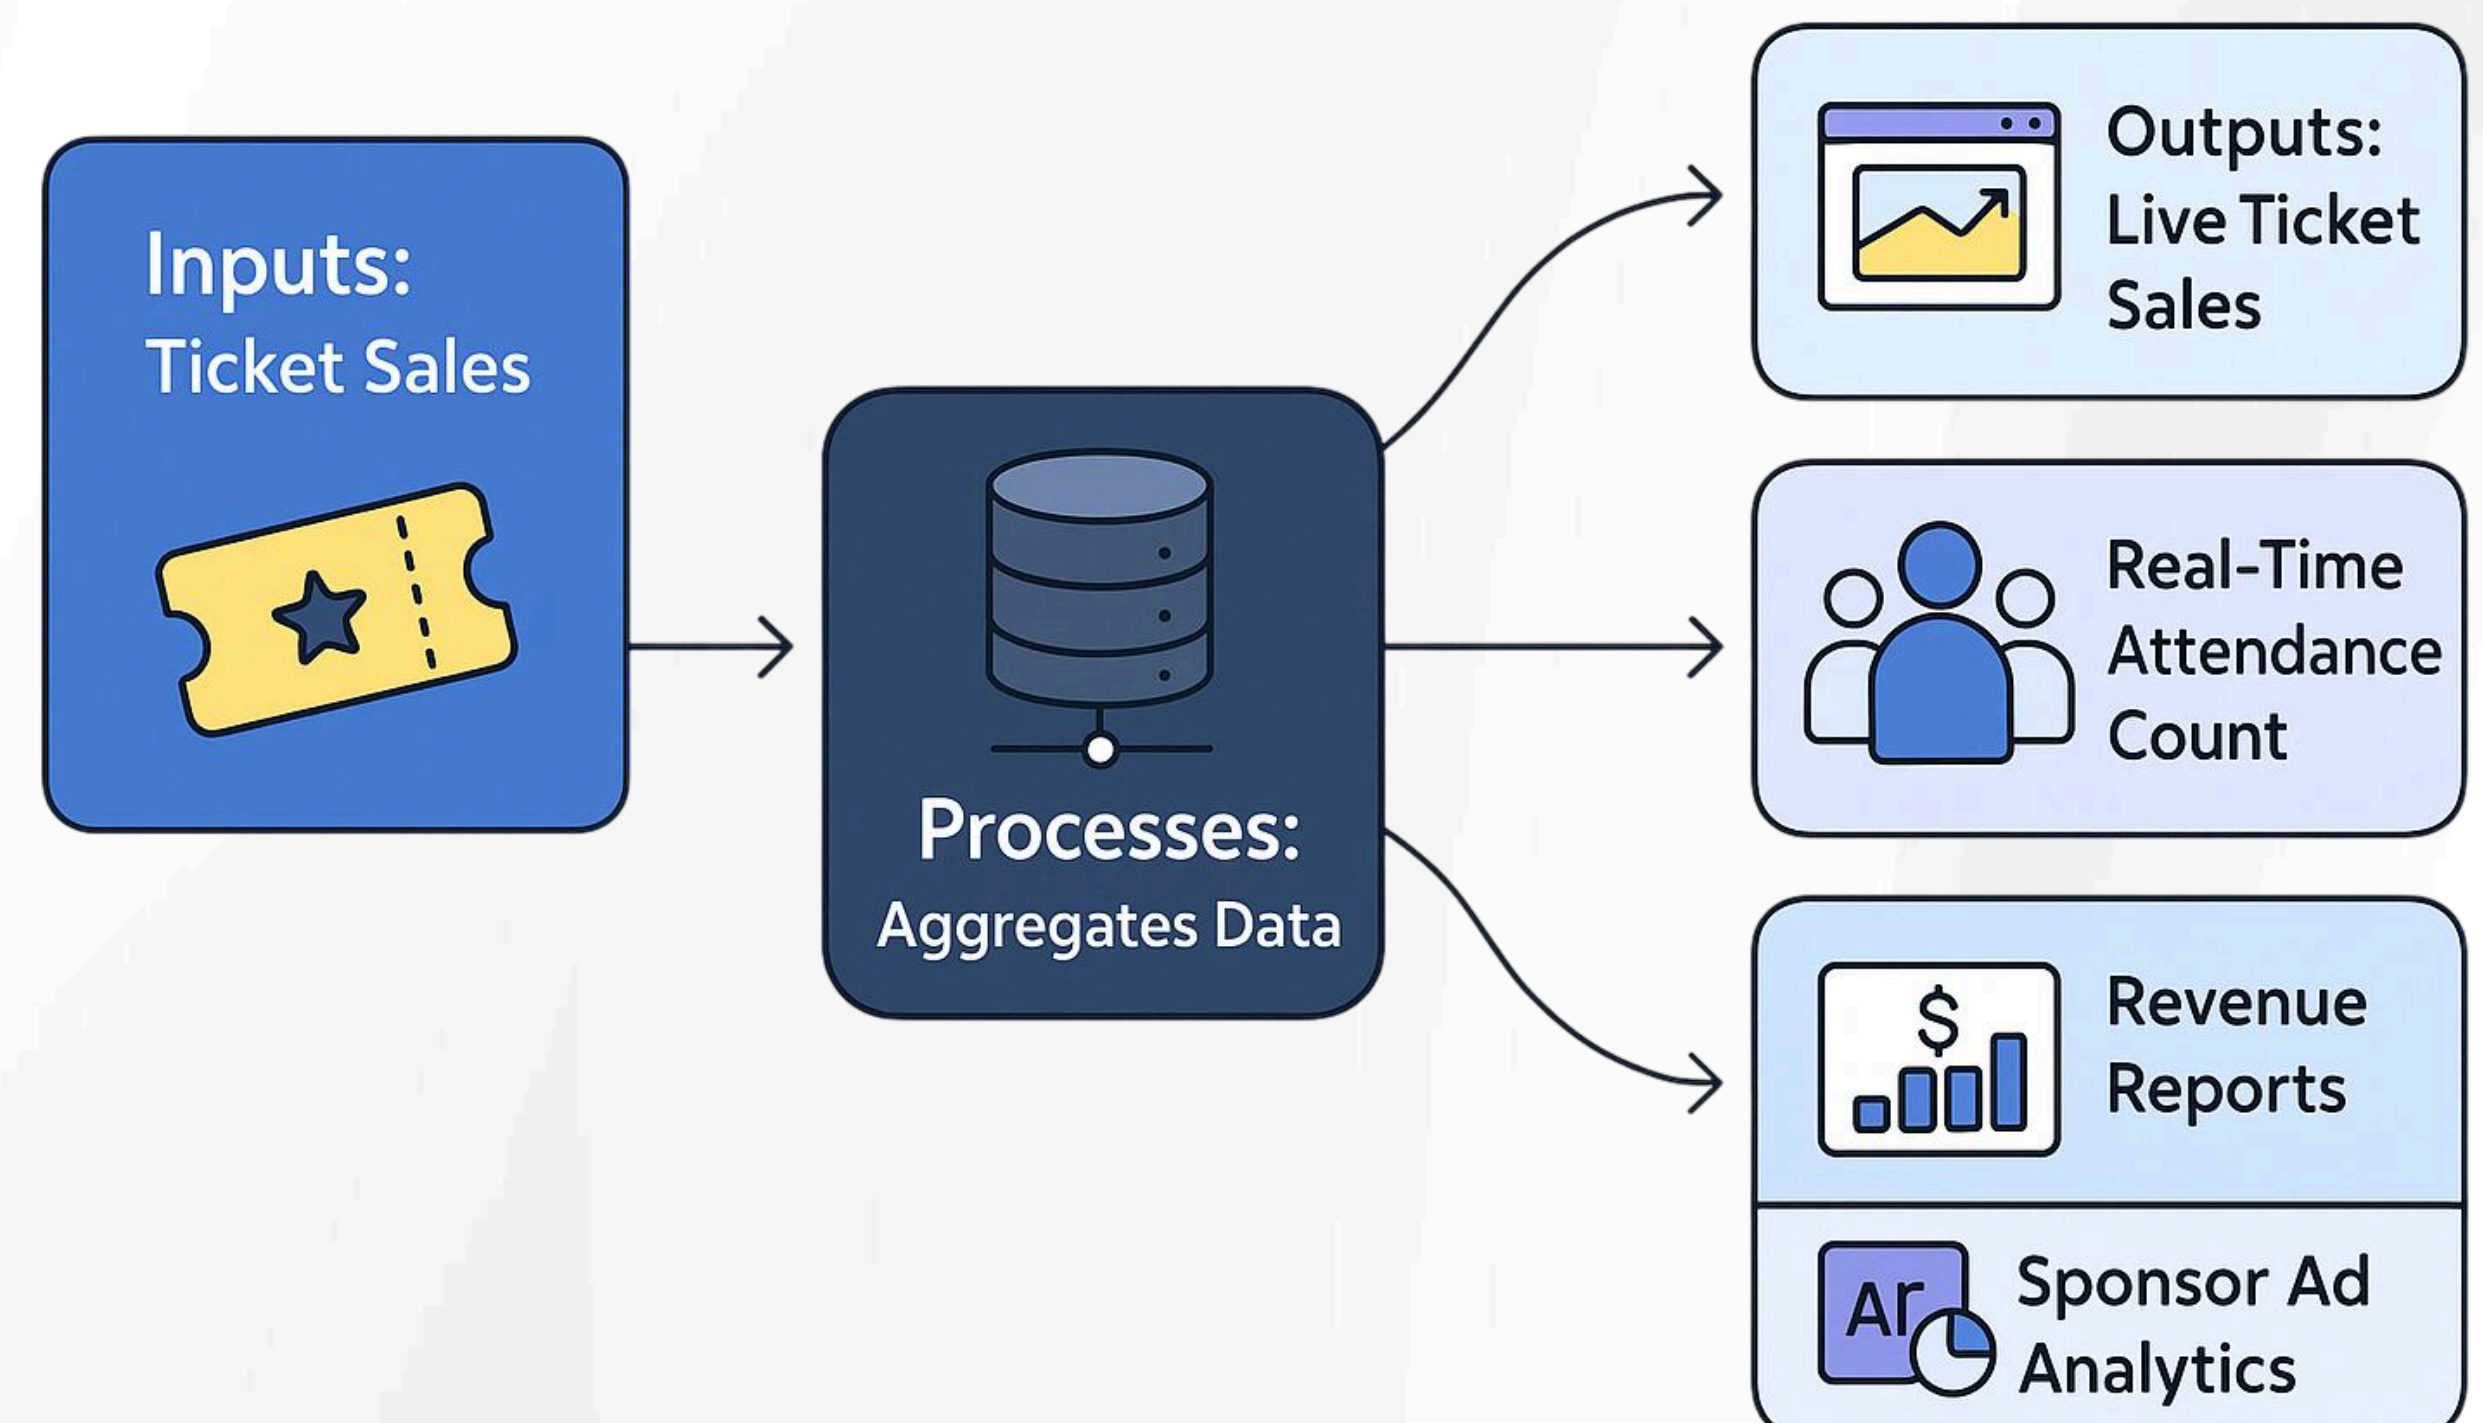 Inputs:
Ticket Sales
Processes:
Aggregates Data
Outputs:
Live Ticket
Sales
Real-Time
Attendance
Count
$
Revenue
Reports
Ar
Sponsor Ad
Analytics